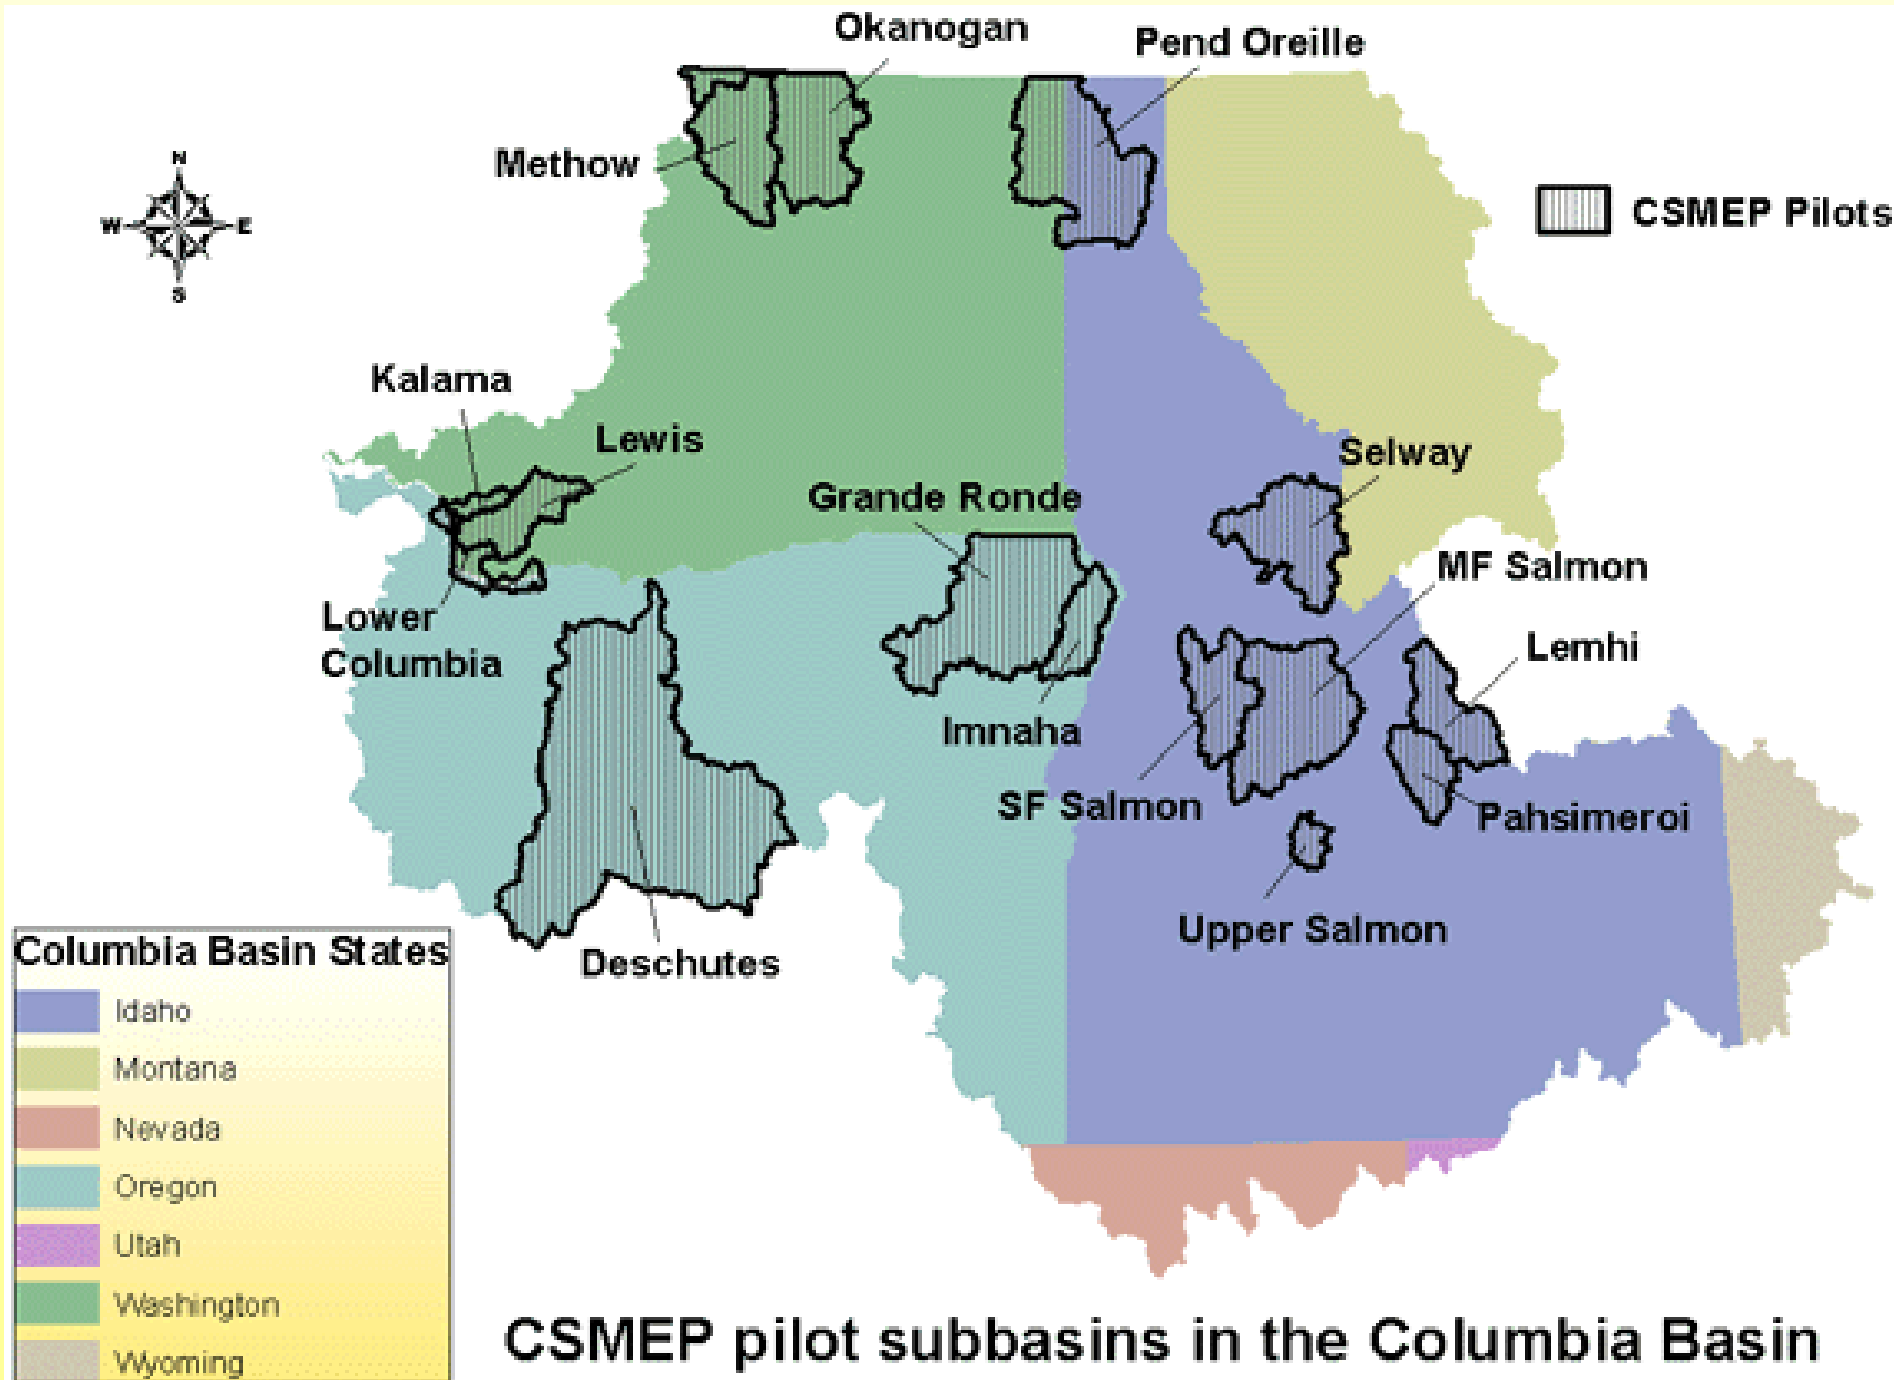 Okanogan
Pend Oreille
Methow
N
W E
S
CSMEP Pilots
Kalama
Lewis
Selway
Grande Ronde
MF Salmon
Lower
Columbia
Lemhi
Imnaha
SF Salmon
Pahsimeroi
Upper Salmon
Deschutes
Columbia Basin States
Idaho
Montana
Nevada
Oregon
Utah
Washington
Wyoming
CSMEP pilot subbasins in the Columbia Basin